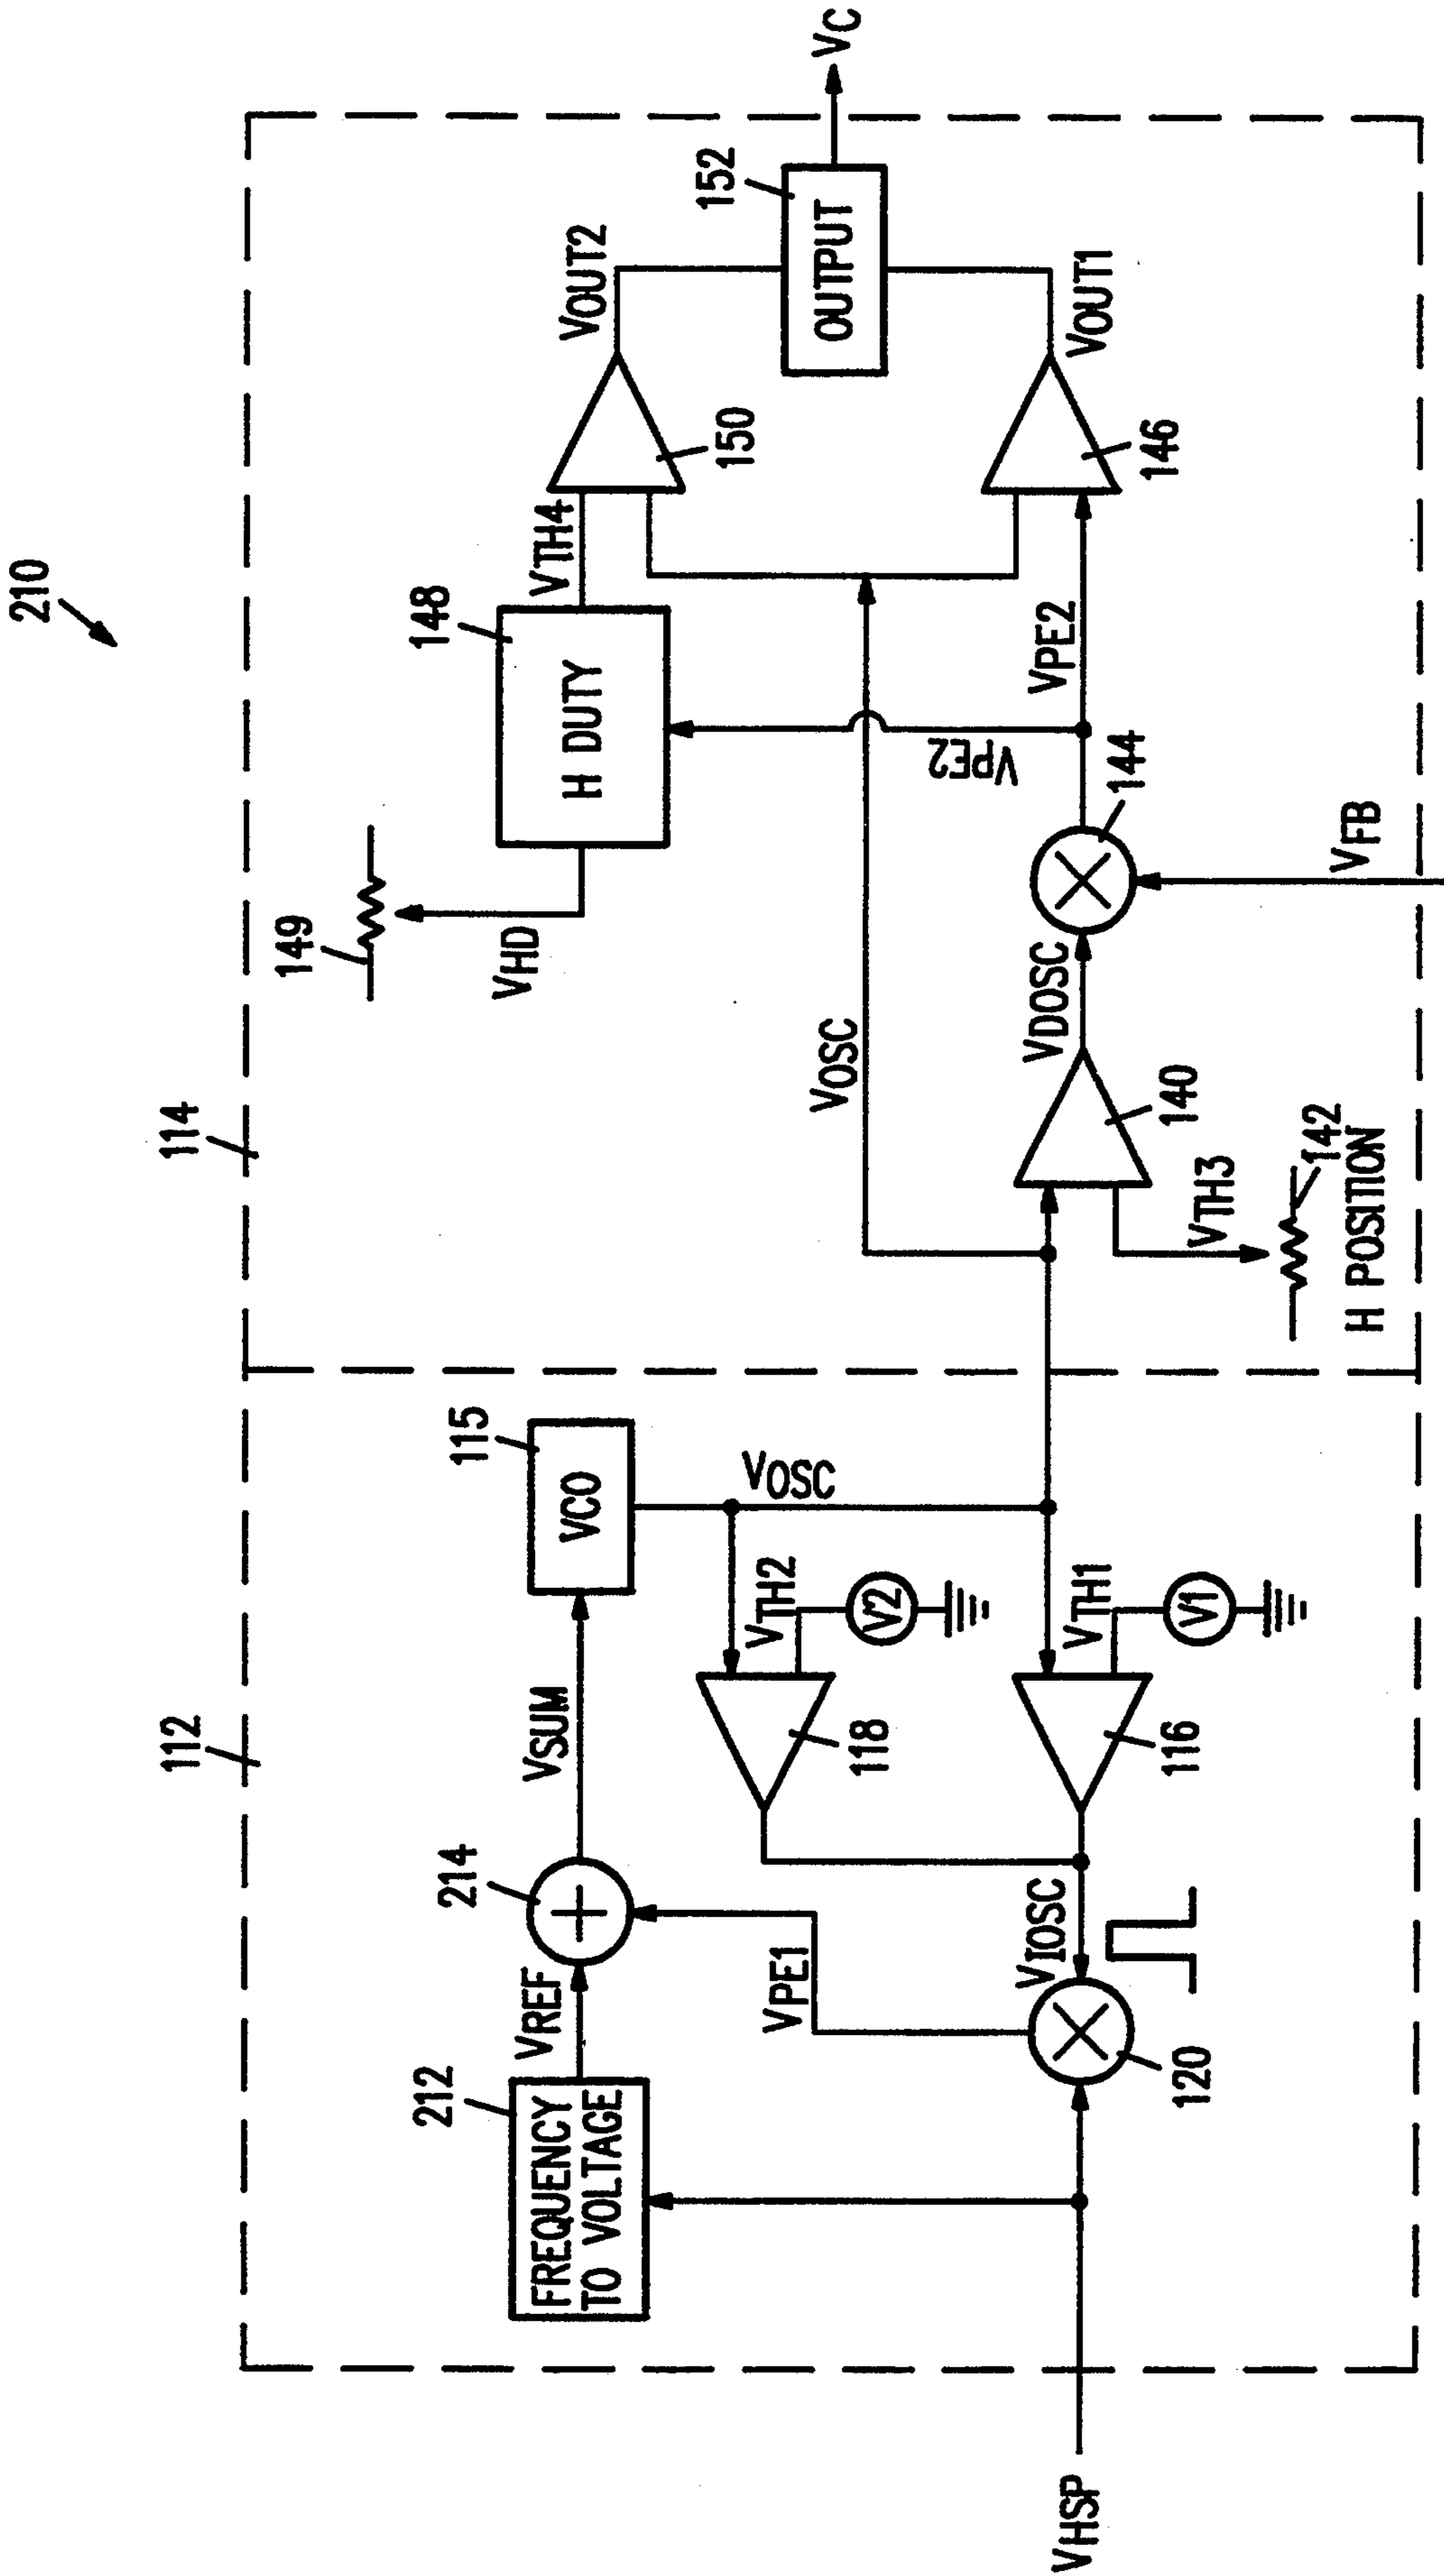 210
112
114
212
FREQUENCY
TO VOLTAGE
VREF
214
VSUM
115
VCO
VOSC
VPE1
118
VTH2
V2
VIOSC
120
116
VTH1
V1
VHSP
149
VHD
148
H DUTY
VTH4
150
VOUT2
152
OUTPUT
VC
VOSC
VPE2
VPE2
146
VOUT1
140
VDOSC
144
VTH3
142
H POSITION
VFB